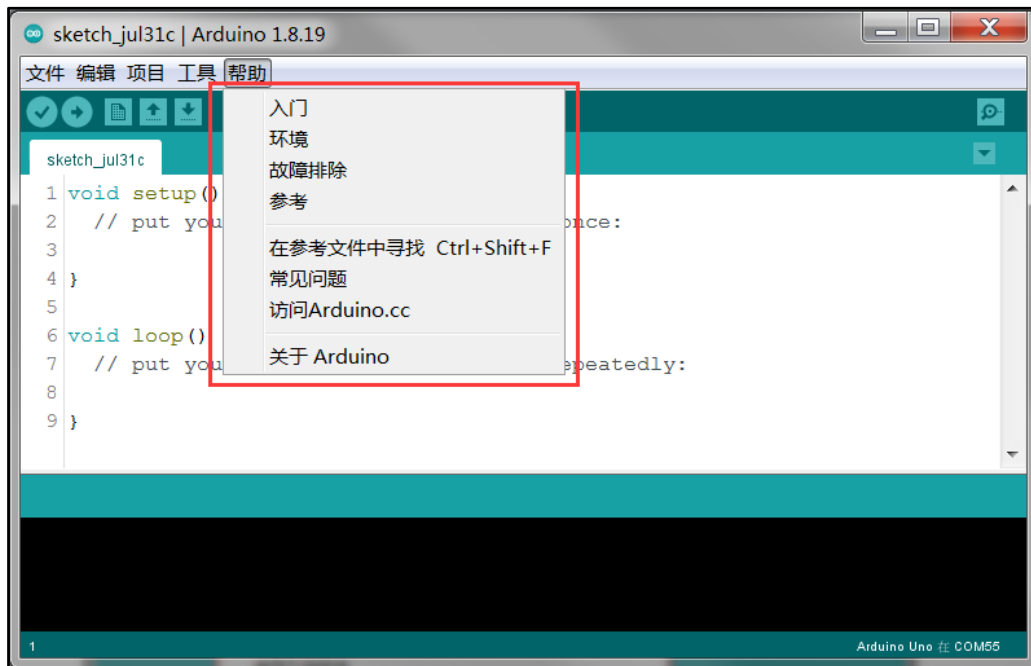 sketch_jul31c | Arduino 1.8.19
文件 编辑 项目 工具 帮助
入门
环境
故障排除
参考
在参考文件中寻找 Ctrl+Shift+F
常见问题
访问Arduino.cc
关于 Arduino
sketch_jul31c
1 void setup()
2 // put you once:
3
4 }
5
6 void loop()
7 // put you epeatedly:
8
9 }
1
Arduino Uno 在 COM55